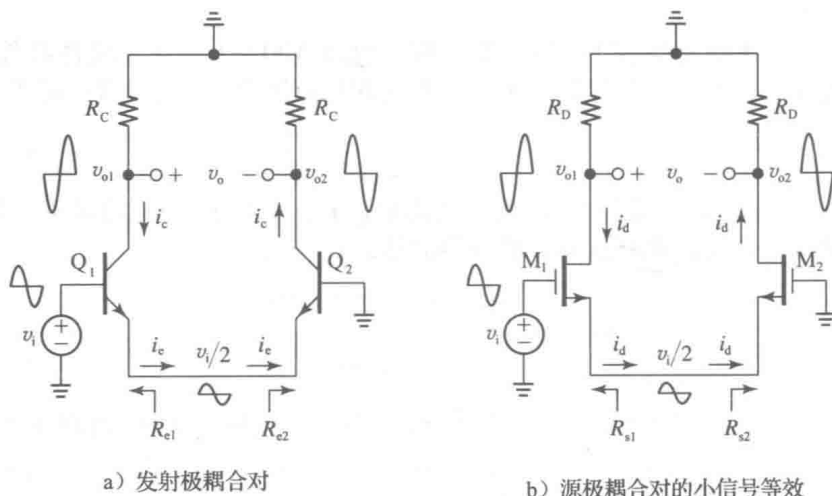 R_C
R_C
v_o1
+
v_o
−
v_o2
i_c
i_c
Q_1
Q_2
v_i
+
−
i_e
v_i/2
i_e
R_e1
R_e2
a）发射极耦合对
R_D
R_D
v_o1
+
v_o
−
v_o2
i_d
i_d
M_1
M_2
v_i
+
−
i_d
v_i/2
i_d
R_s1
R_s2
b）源极耦合对的小信号等效